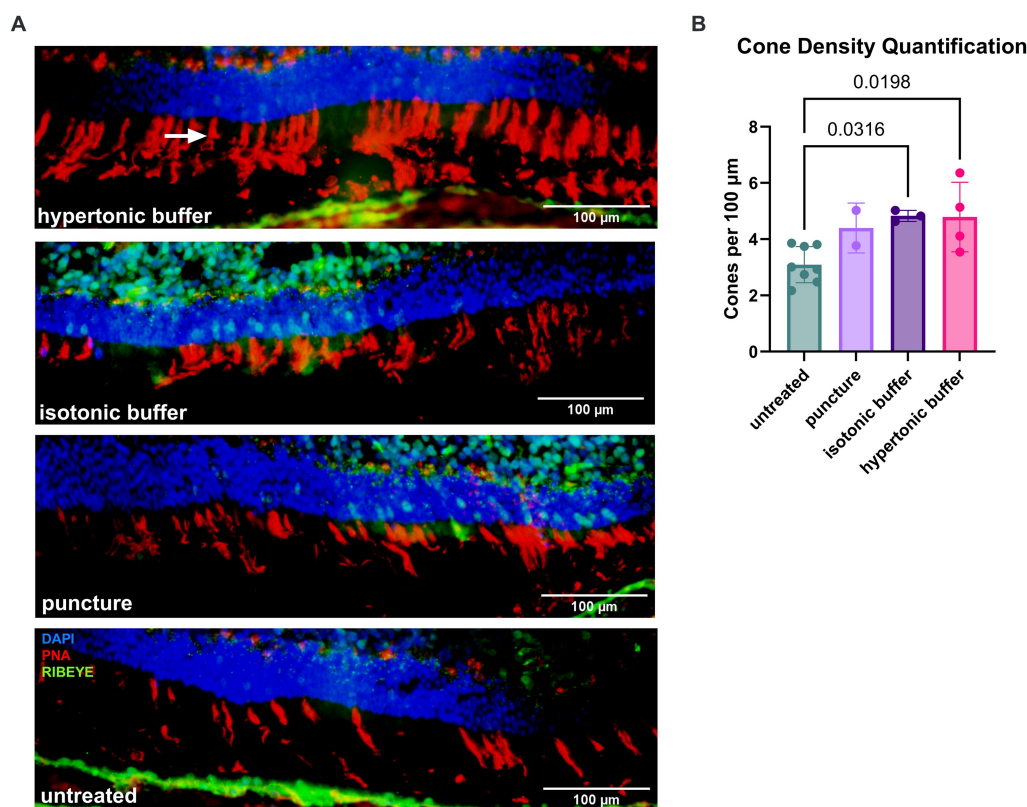 A
hypertonic buffer
100 µm
isotonic buffer
100 µm
puncture
100 µm
DAPI
PNA
RIBEYE
untreated
100 µm
B
Cone Density Quantification
0.0198
0.0316
Cones per 100 µm
8
6
4
2
0
untreated
puncture
isotonic buffer
hypertonic buffer